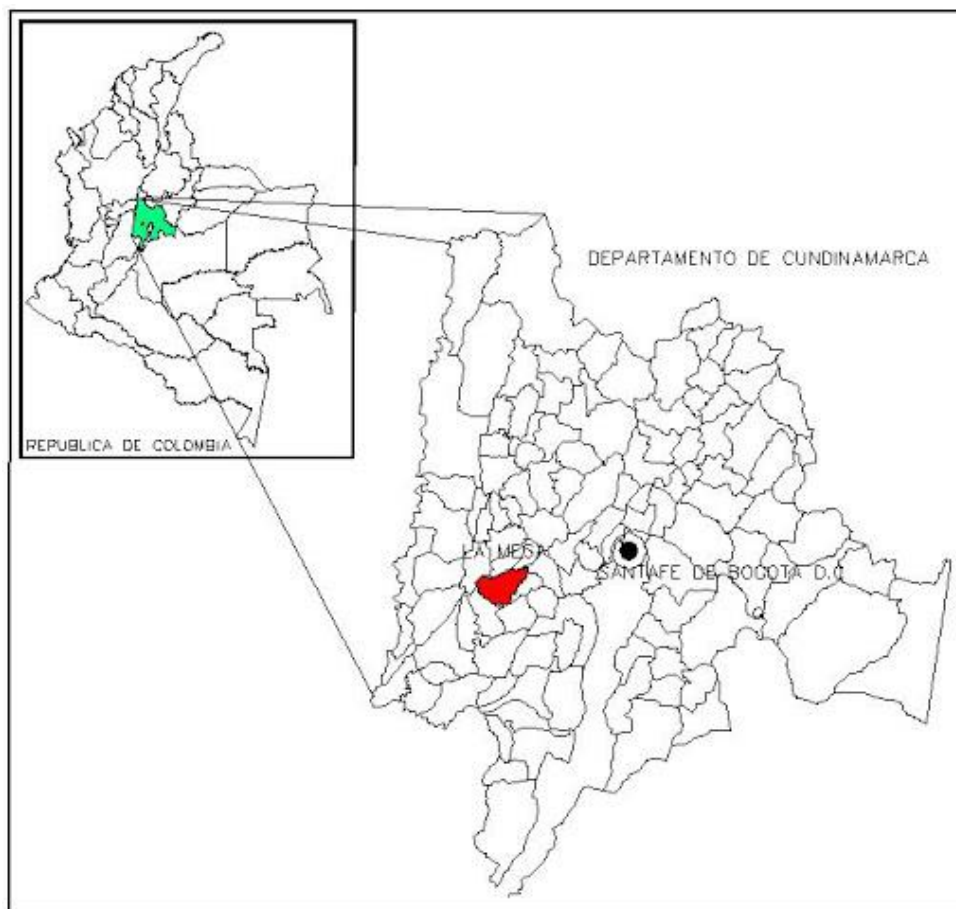 DEPARTAMENTO DE CUNDINAMARCA
REPUBLICA DE COLOMBIA
LA MESA
SANTAFE DE BOGOTA D.C